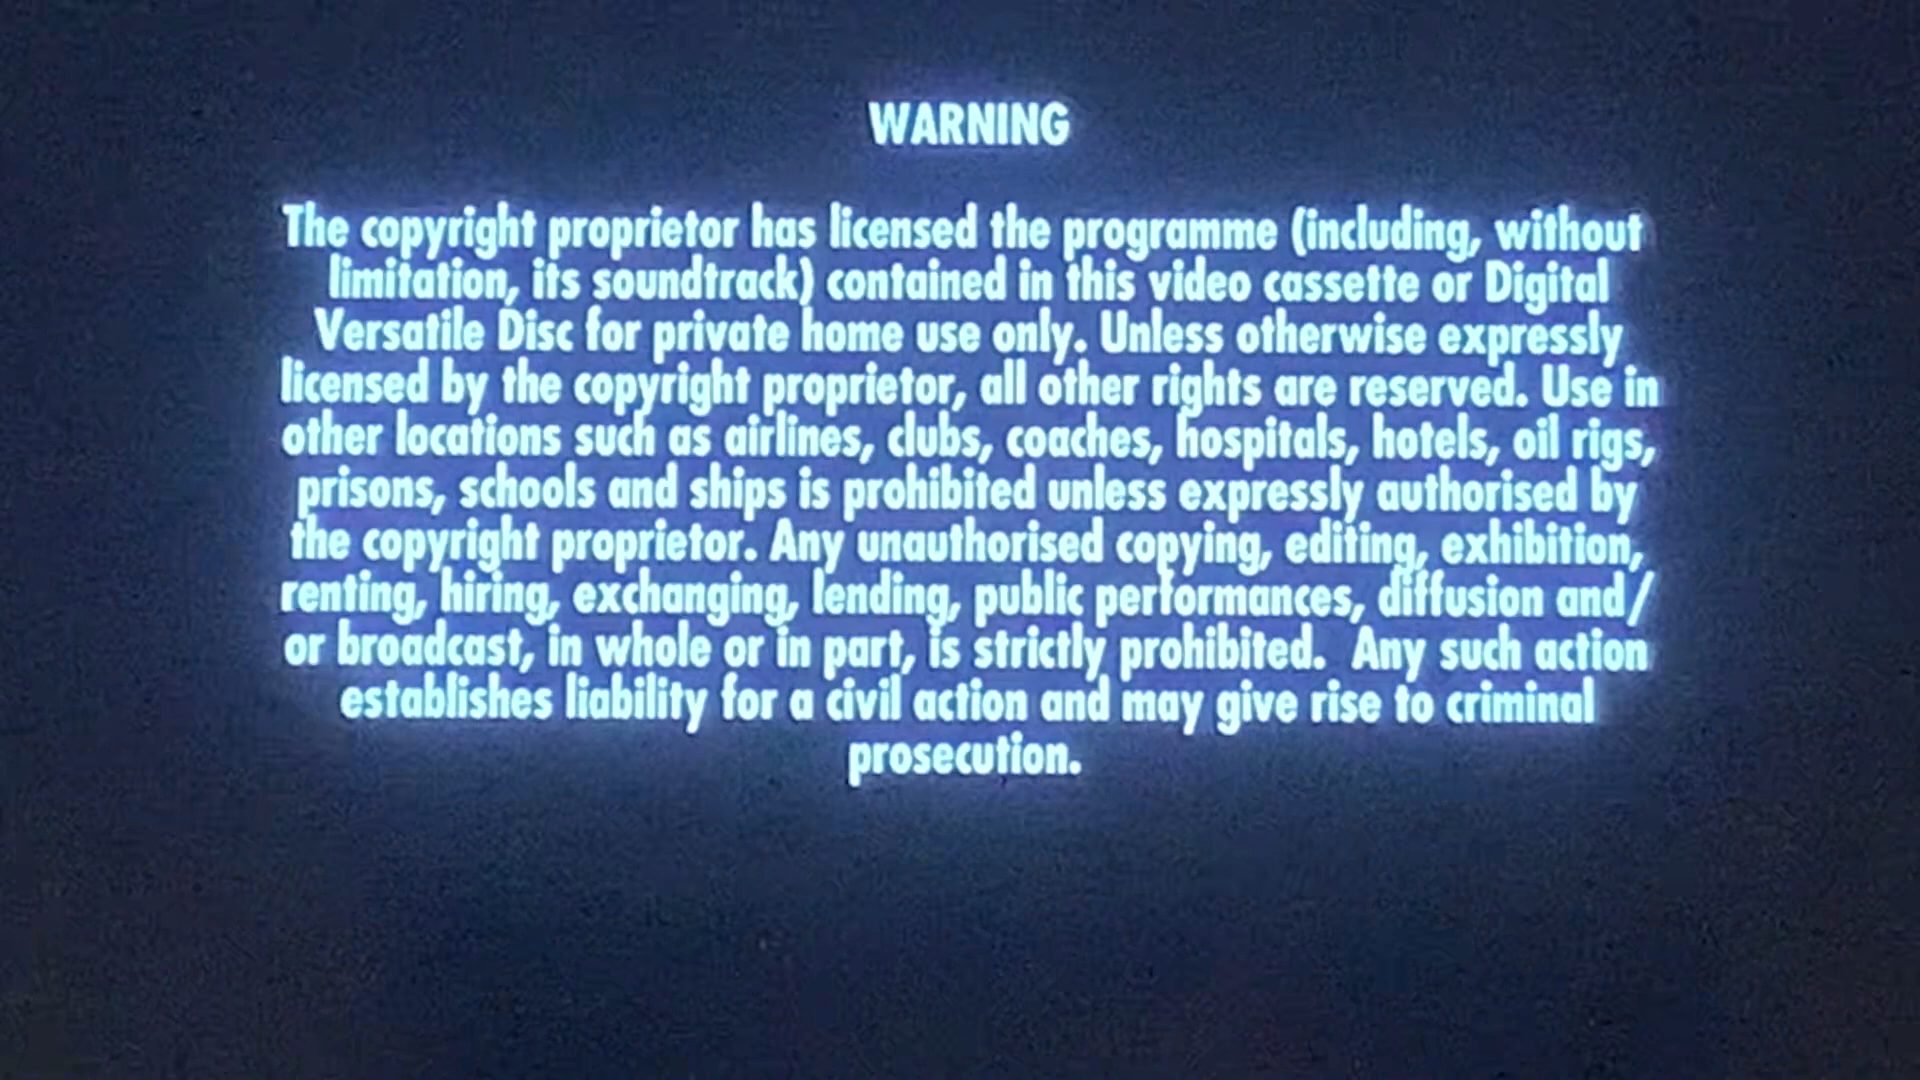 WARNING
The copyright proprietor has licensed the programme (including, without
limitation, its soundtrack) contained in this video cassette or Digital
Versatile Disc for private home use only. Unless otherwise expressly
licensed by the copyright proprietor, all other rights are reserved. Use in
other locations such as airlines, clubs, coaches, hospitals, hotels, oil rigs,
prisons, schools and ships is prohibited unless expressly authorised by
the copyright proprietor. Any unauthorised copying, editing, exhibition,
renting, hiring, exchanging, lending, public performances, diffusion and/
or broadcast, in whole or in part, is strictly prohibited.  Any such action
establishes liability for a civil action and may give rise to criminal
prosecution.